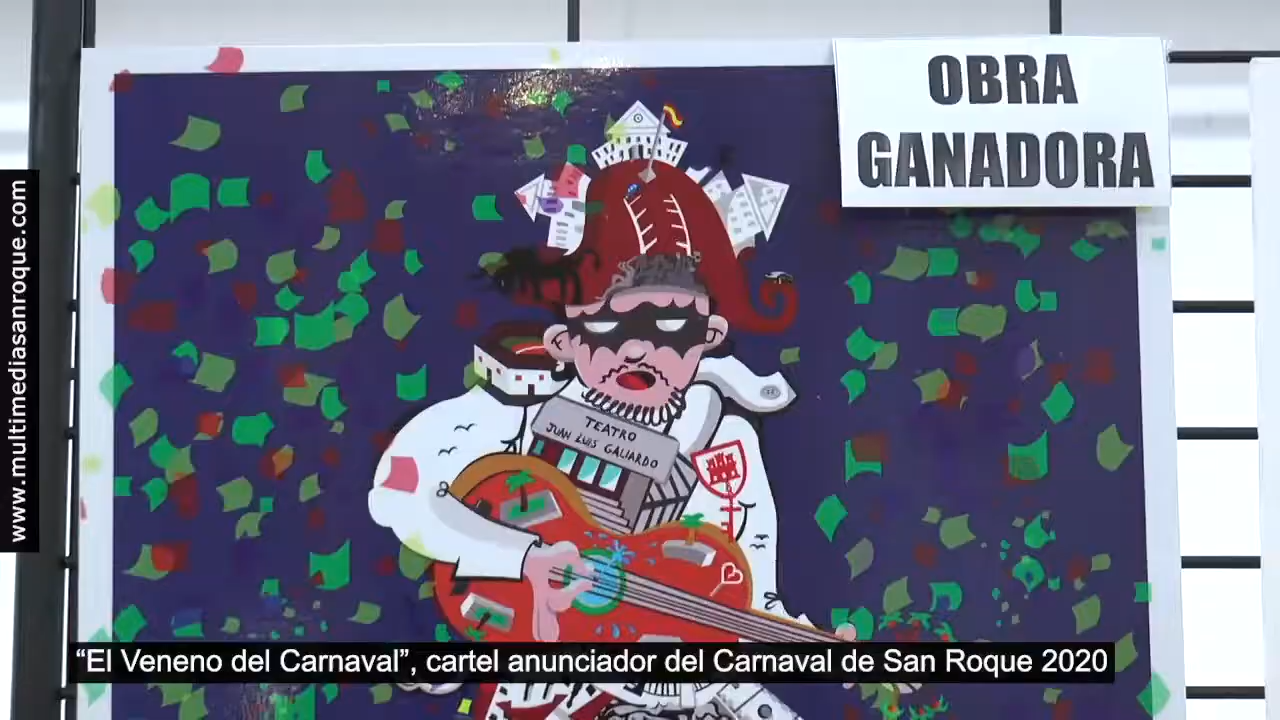 OBRA
GANADORA
www.multimediasanroque.com
TEATRO
JUAN LUIS GALIARDO
“El Veneno del Carnaval”, cartel anunciador del Carnaval de San Roque 2020